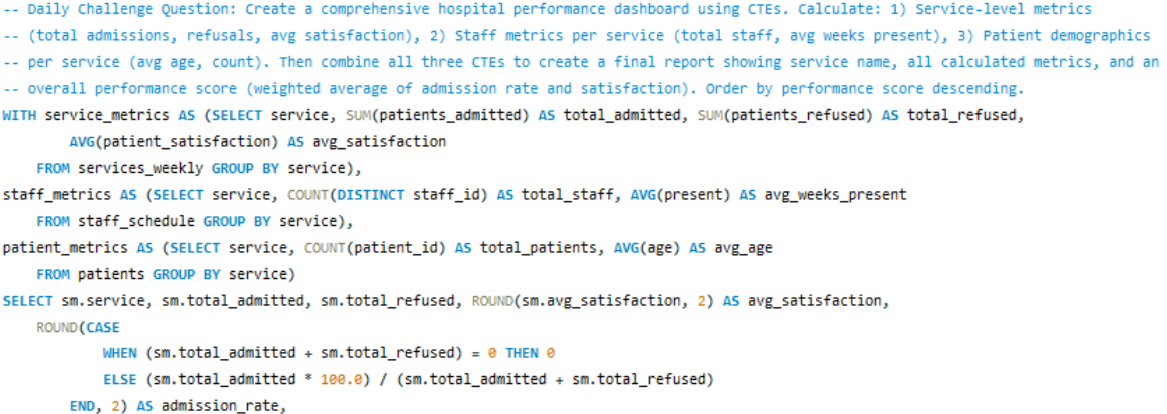 -- Daily Challenge Question: Create a comprehensive hospital performance dashboard using CTEs. Calculate: 1) Service-level metrics
-- (total admissions, refusals, avg satisfaction), 2) Staff metrics per service (total staff, avg weeks present), 3) Patient demographics
-- per service (avg age, count). Then combine all three CTEs to create a final report showing service name, all calculated metrics, and an
-- overall performance score (weighted average of admission rate and satisfaction). Order by performance score descending.
WITH service_metrics AS (SELECT service, SUM(patients_admitted) AS total_admitted, SUM(patients_refused) AS total_refused,
        AVG(patient_satisfaction) AS avg_satisfaction
    FROM services_weekly GROUP BY service),
staff_metrics AS (SELECT service, COUNT(DISTINCT staff_id) AS total_staff, AVG(present) AS avg_weeks_present
    FROM staff_schedule GROUP BY service),
patient_metrics AS (SELECT service, COUNT(patient_id) AS total_patients, AVG(age) AS avg_age
    FROM patients GROUP BY service)
SELECT sm.service, sm.total_admitted, sm.total_refused, ROUND(sm.avg_satisfaction, 2) AS avg_satisfaction,
    ROUND(CASE
            WHEN (sm.total_admitted + sm.total_refused) = 0 THEN 0
            ELSE (sm.total_admitted * 100.0) / (sm.total_admitted + sm.total_refused)
        END, 2) AS admission_rate,